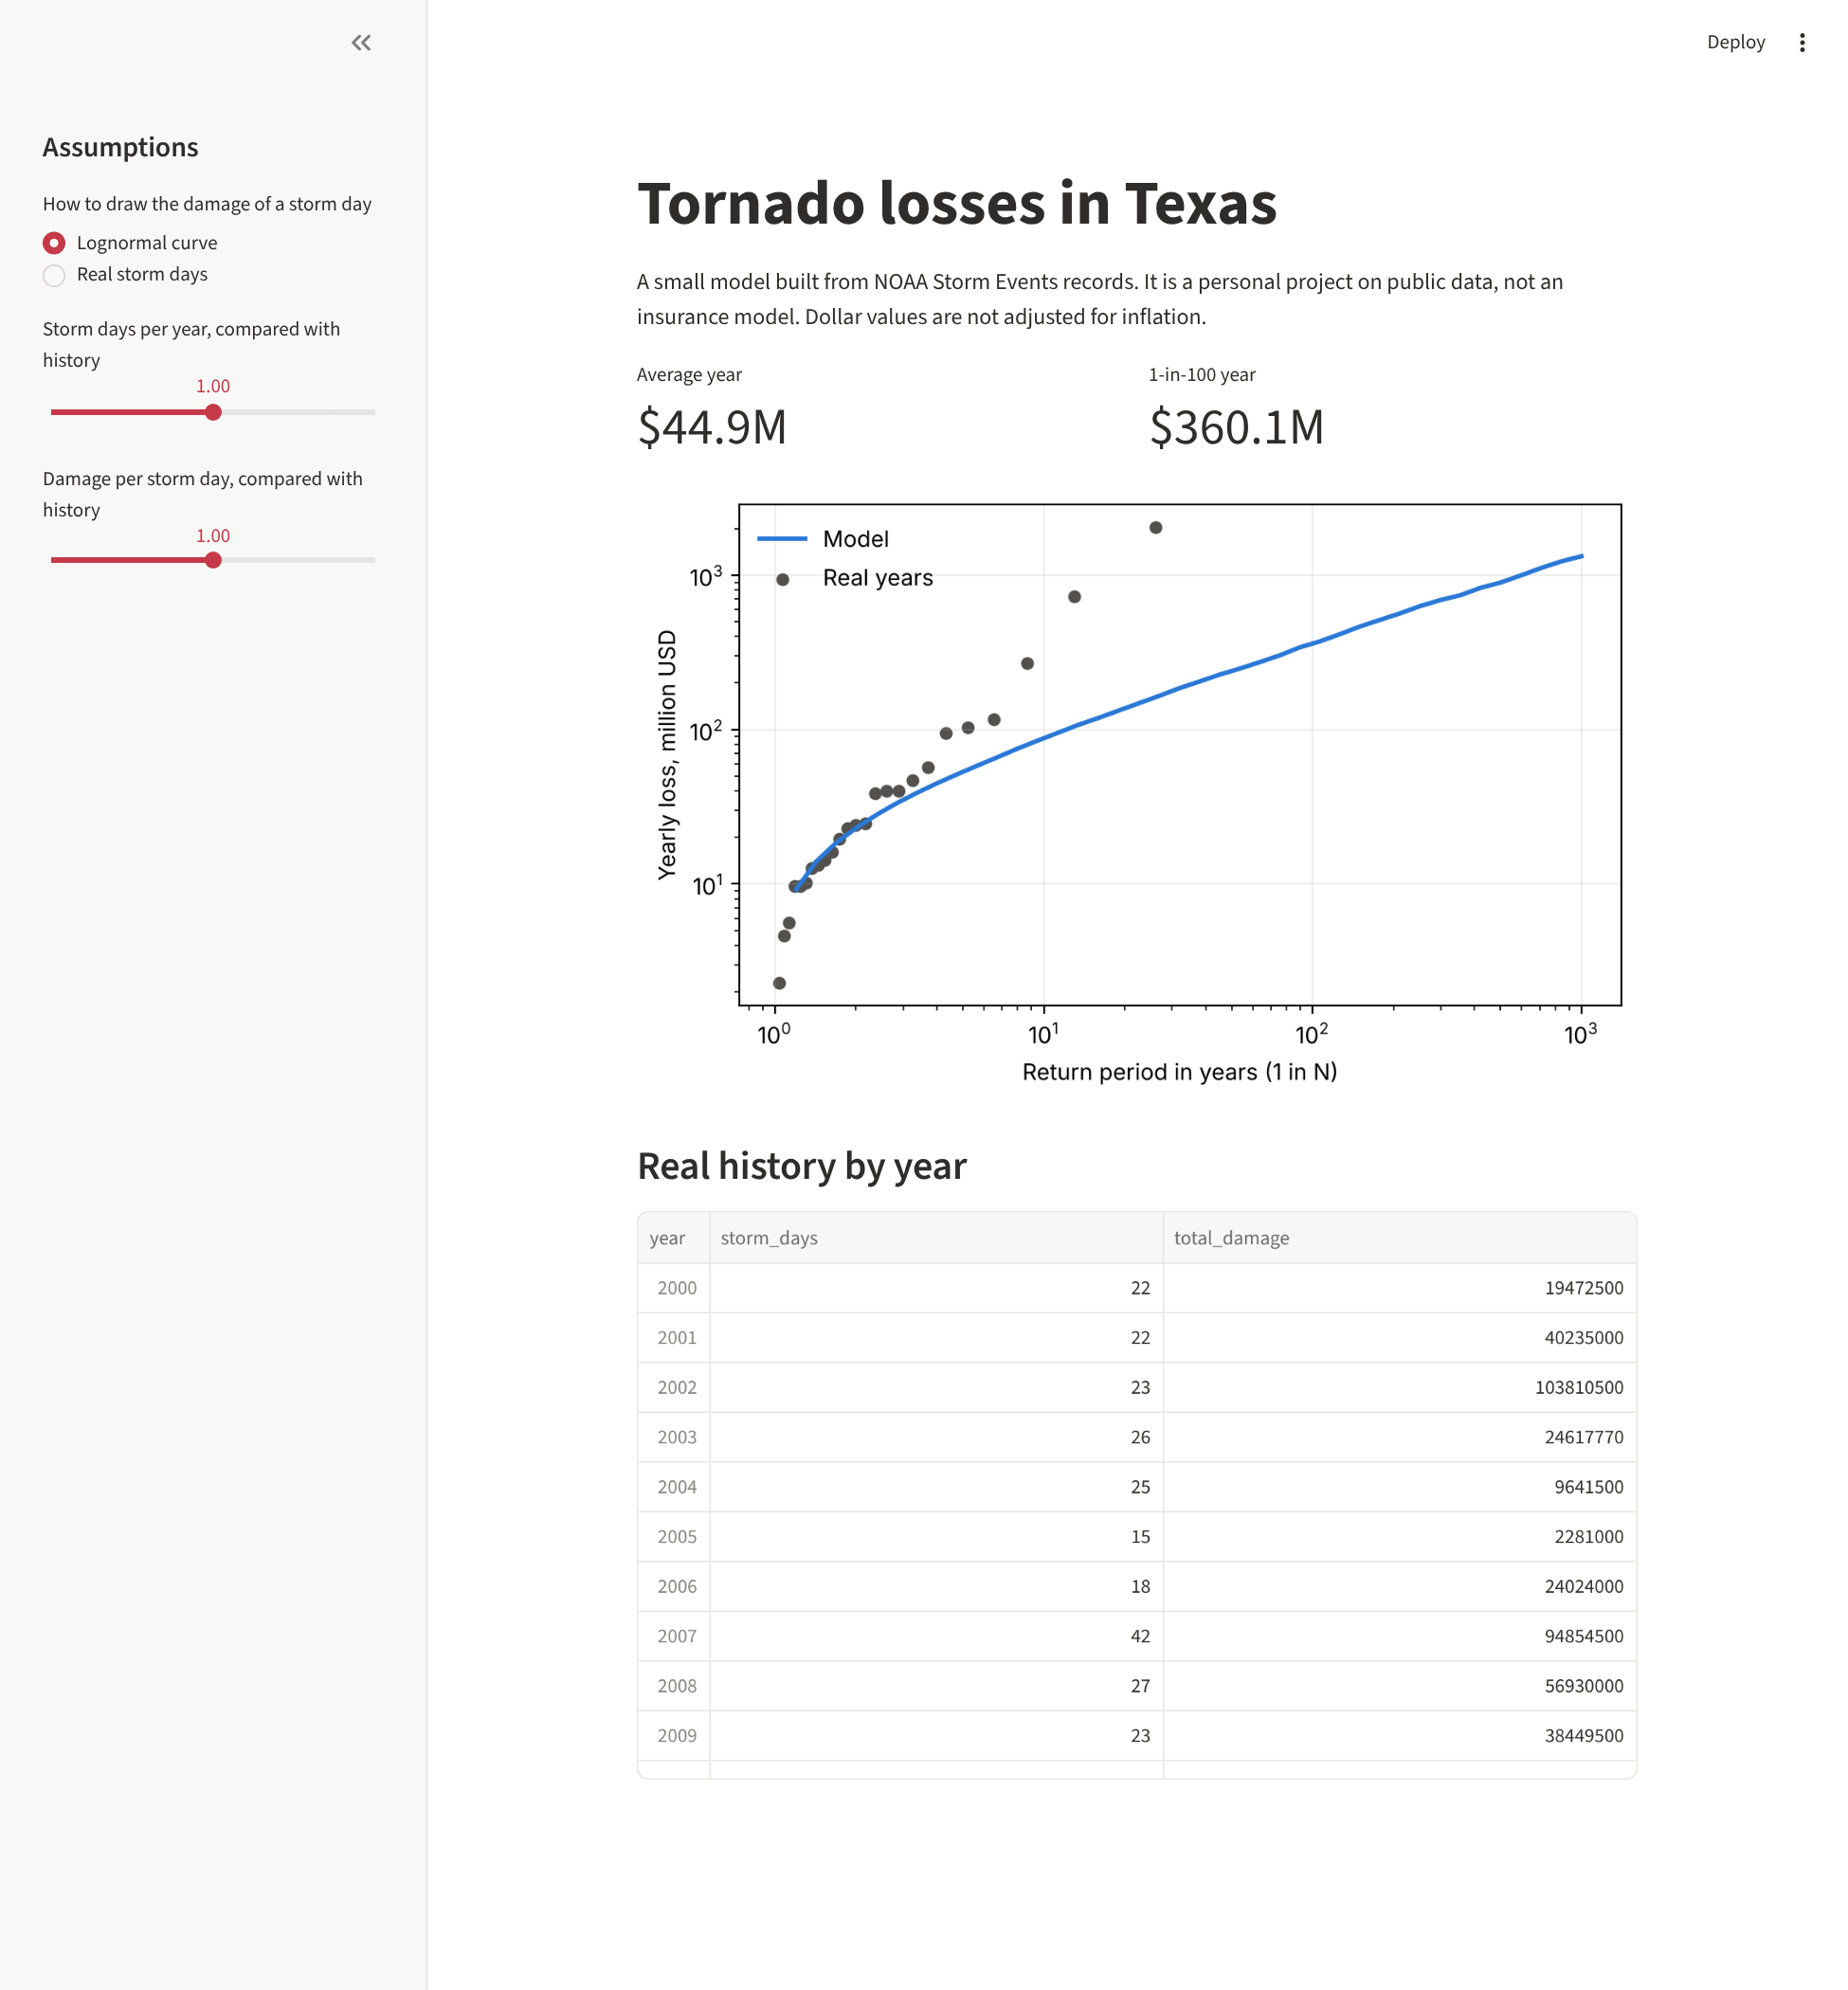 Deploy
Assumptions
How to draw the damage of a storm day
Lognormal curve
Real storm days
Storm days per year, compared with
history
1.00
Damage per storm day, compared with
history
1.00
Tornado losses in Texas
A small model built from NOAA Storm Events records. It is a personal project on public data, not an
insurance model. Dollar values are not adjusted for inflation.
Average year
1-in-100 year
$44.9M
$360.1M
Model
Real years
10³
10²
10¹
Yearly loss, million USD
10⁰ 10¹ 10² 10³
Return period in years (1 in N)
Real history by year
year storm_days total_damage
2000 22 19472500
2001 22 40235000
2002 23 103810500
2003 26 24617770
2004 25 9641500
2005 15 2281000
2006 18 24024000
2007 42 94854500
2008 27 56930000
2009 23 38449500